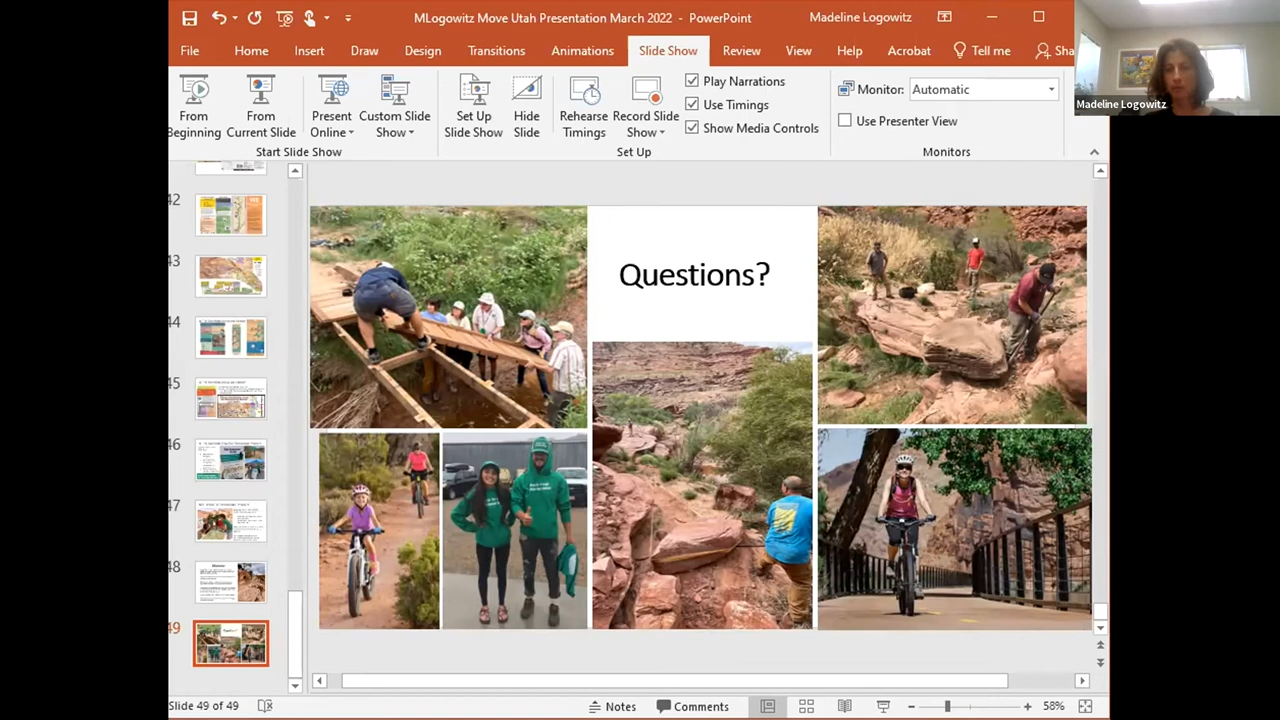 MLogowitz Move Utah Presentation March 2022 - PowerPoint
Madeline Logowitz
File Home Insert Draw Design Transitions Animations Slide Show Review View Help Acrobat Tell me Sha
From Beginning
From Current Slide
Present Online
Custom Slide Show
Set Up Slide Show
Hide Slide
Rehearse Timings
Record Slide Show
Play Narrations
Use Timings
Show Media Controls
Monitor: Automatic
Use Presenter View
Start Slide Show
Set Up
Monitors
Madeline Logowitz
42
43
44
45
46
47
48
49
Questions?
Slide 49 of 49
Notes
Comments
58%